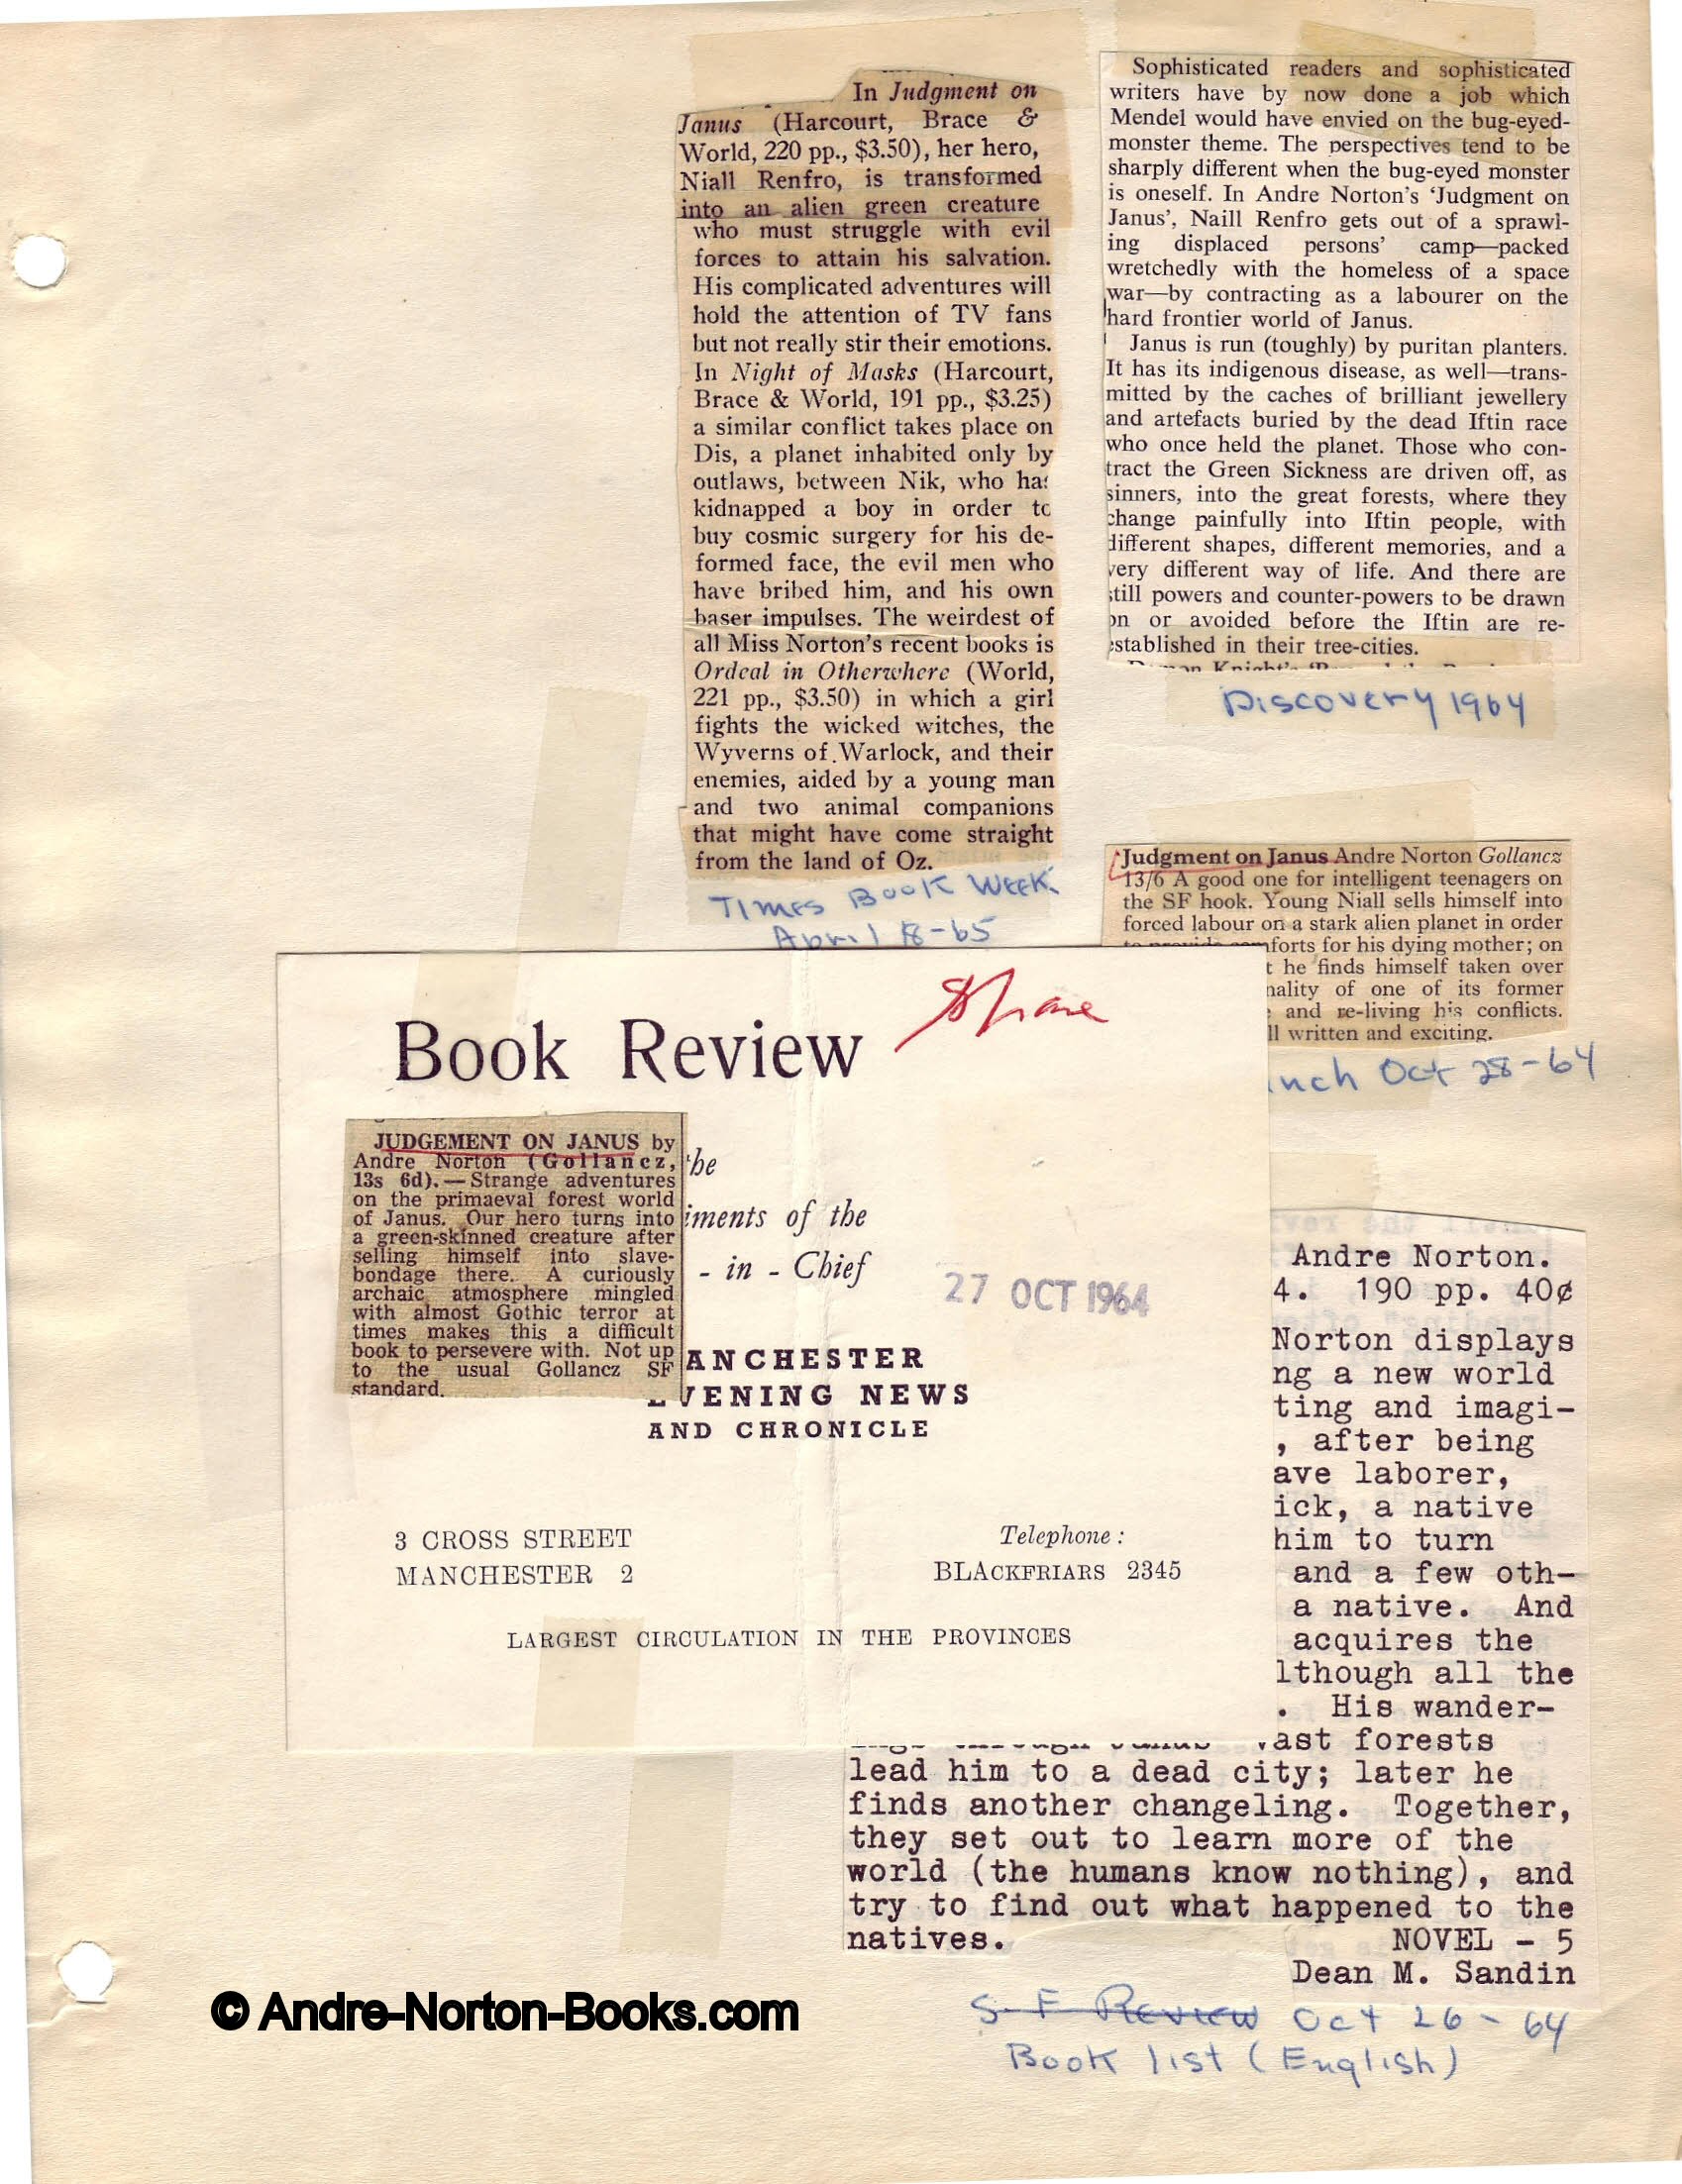 In Judgment on
Janus (Harcourt, Brace &
World, 220 pp., $3.50), her hero,
Niall Renfro, is transformed
into an alien green creature
who must struggle with evil
forces to attain his salvation.
His complicated adventures will
hold the attention of TV fans
but not really stir their emotions.
In Night of Masks (Harcourt,
Brace & World, 191 pp., $3.25)
a similar conflict takes place on
Dis, a planet inhabited only by
outlaws, between Nik, who has
kidnapped a boy in order to
buy cosmic surgery for his de-
formed face, the evil men who
have bribed him, and his own
baser impulses. The weirdest of
all Miss Norton's recent books is
Ordeal in Otherwhere (World,
221 pp., $3.50) in which a girl
fights the wicked witches, the
Wyverns of Warlock, and their
enemies, aided by a young man
and two animal companions
that might have come straight
from the land of Oz.
Times Book Week
April 18-65
Sophisticated readers and sophisticated
writers have by now done a job which
Mendel would have envied on the bug-eyed-
monster theme. The perspectives tend to be
sharply different when the bug-eyed monster
is oneself. In Andre Norton's 'Judgment on
Janus', Naill Renfro gets out of a sprawl-
ing displaced persons' camp—packed
wretchedly with the homeless of a space
war—by contracting as a labourer on the
hard frontier world of Janus.
Janus is run (toughly) by puritan planters.
It has its indigenous disease, as well—trans-
mitted by the caches of brilliant jewellery
and artefacts buried by the dead Iftin race
who once held the planet. Those who con-
tract the Green Sickness are driven off, as
sinners, into the great forests, where they
change painfully into Iftin people, with
different shapes, different memories, and a
very different way of life. And there are
still powers and counter-powers to be drawn
on or avoided before the Iftin are re-
established in their tree-cities.
Discovery 1964
Judgment on Janus Andre Norton Gollancz
13/6 A good one for intelligent teenagers on
the SF hook. Young Niall sells himself into
forced labour on a stark alien planet in order
to provide comforts for his dying mother; on
t he finds himself taken over
nality of one of its former
and re-living his conflicts.
ll written and exciting.
nch Oct 28-64
Book Review
JUDGEMENT ON JANUS by
Andre Norton (Gollancz,
13s 6d).—Strange adventures
on the primaeval forest world
of Janus. Our hero turns into
a green-skinned creature after
selling himself into slave-
bondage there. A curiously
archaic atmosphere mingled
with almost Gothic terror at
times makes this a difficult
book to persevere with. Not up
to the usual Gollancz SF
standard.
he
iments of the
- in - Chief
27 OCT 1964
ANCHESTER
VENING NEWS
AND CHRONICLE
3 CROSS STREET
MANCHESTER 2
Telephone :
BLACKFRIARS 2345
LARGEST CIRCULATION IN THE PROVINCES
Andre Norton.
4. 190 pp. 40¢
Norton displays
ng a new world
ting and imagi-
, after being
ave laborer,
ick, a native
him to turn
and a few oth-
a native. And
acquires the
lthough all the
. His wander-
ings through Janus' vast forests
lead him to a dead city; later he
finds another changeling. Together,
they set out to learn more of the
world (the humans know nothing), and
try to find out what happened to the
natives. NOVEL - 5
Dean M. Sandin
S-F Review Oct 26-64
Book list (English)
© Andre-Norton-Books.com